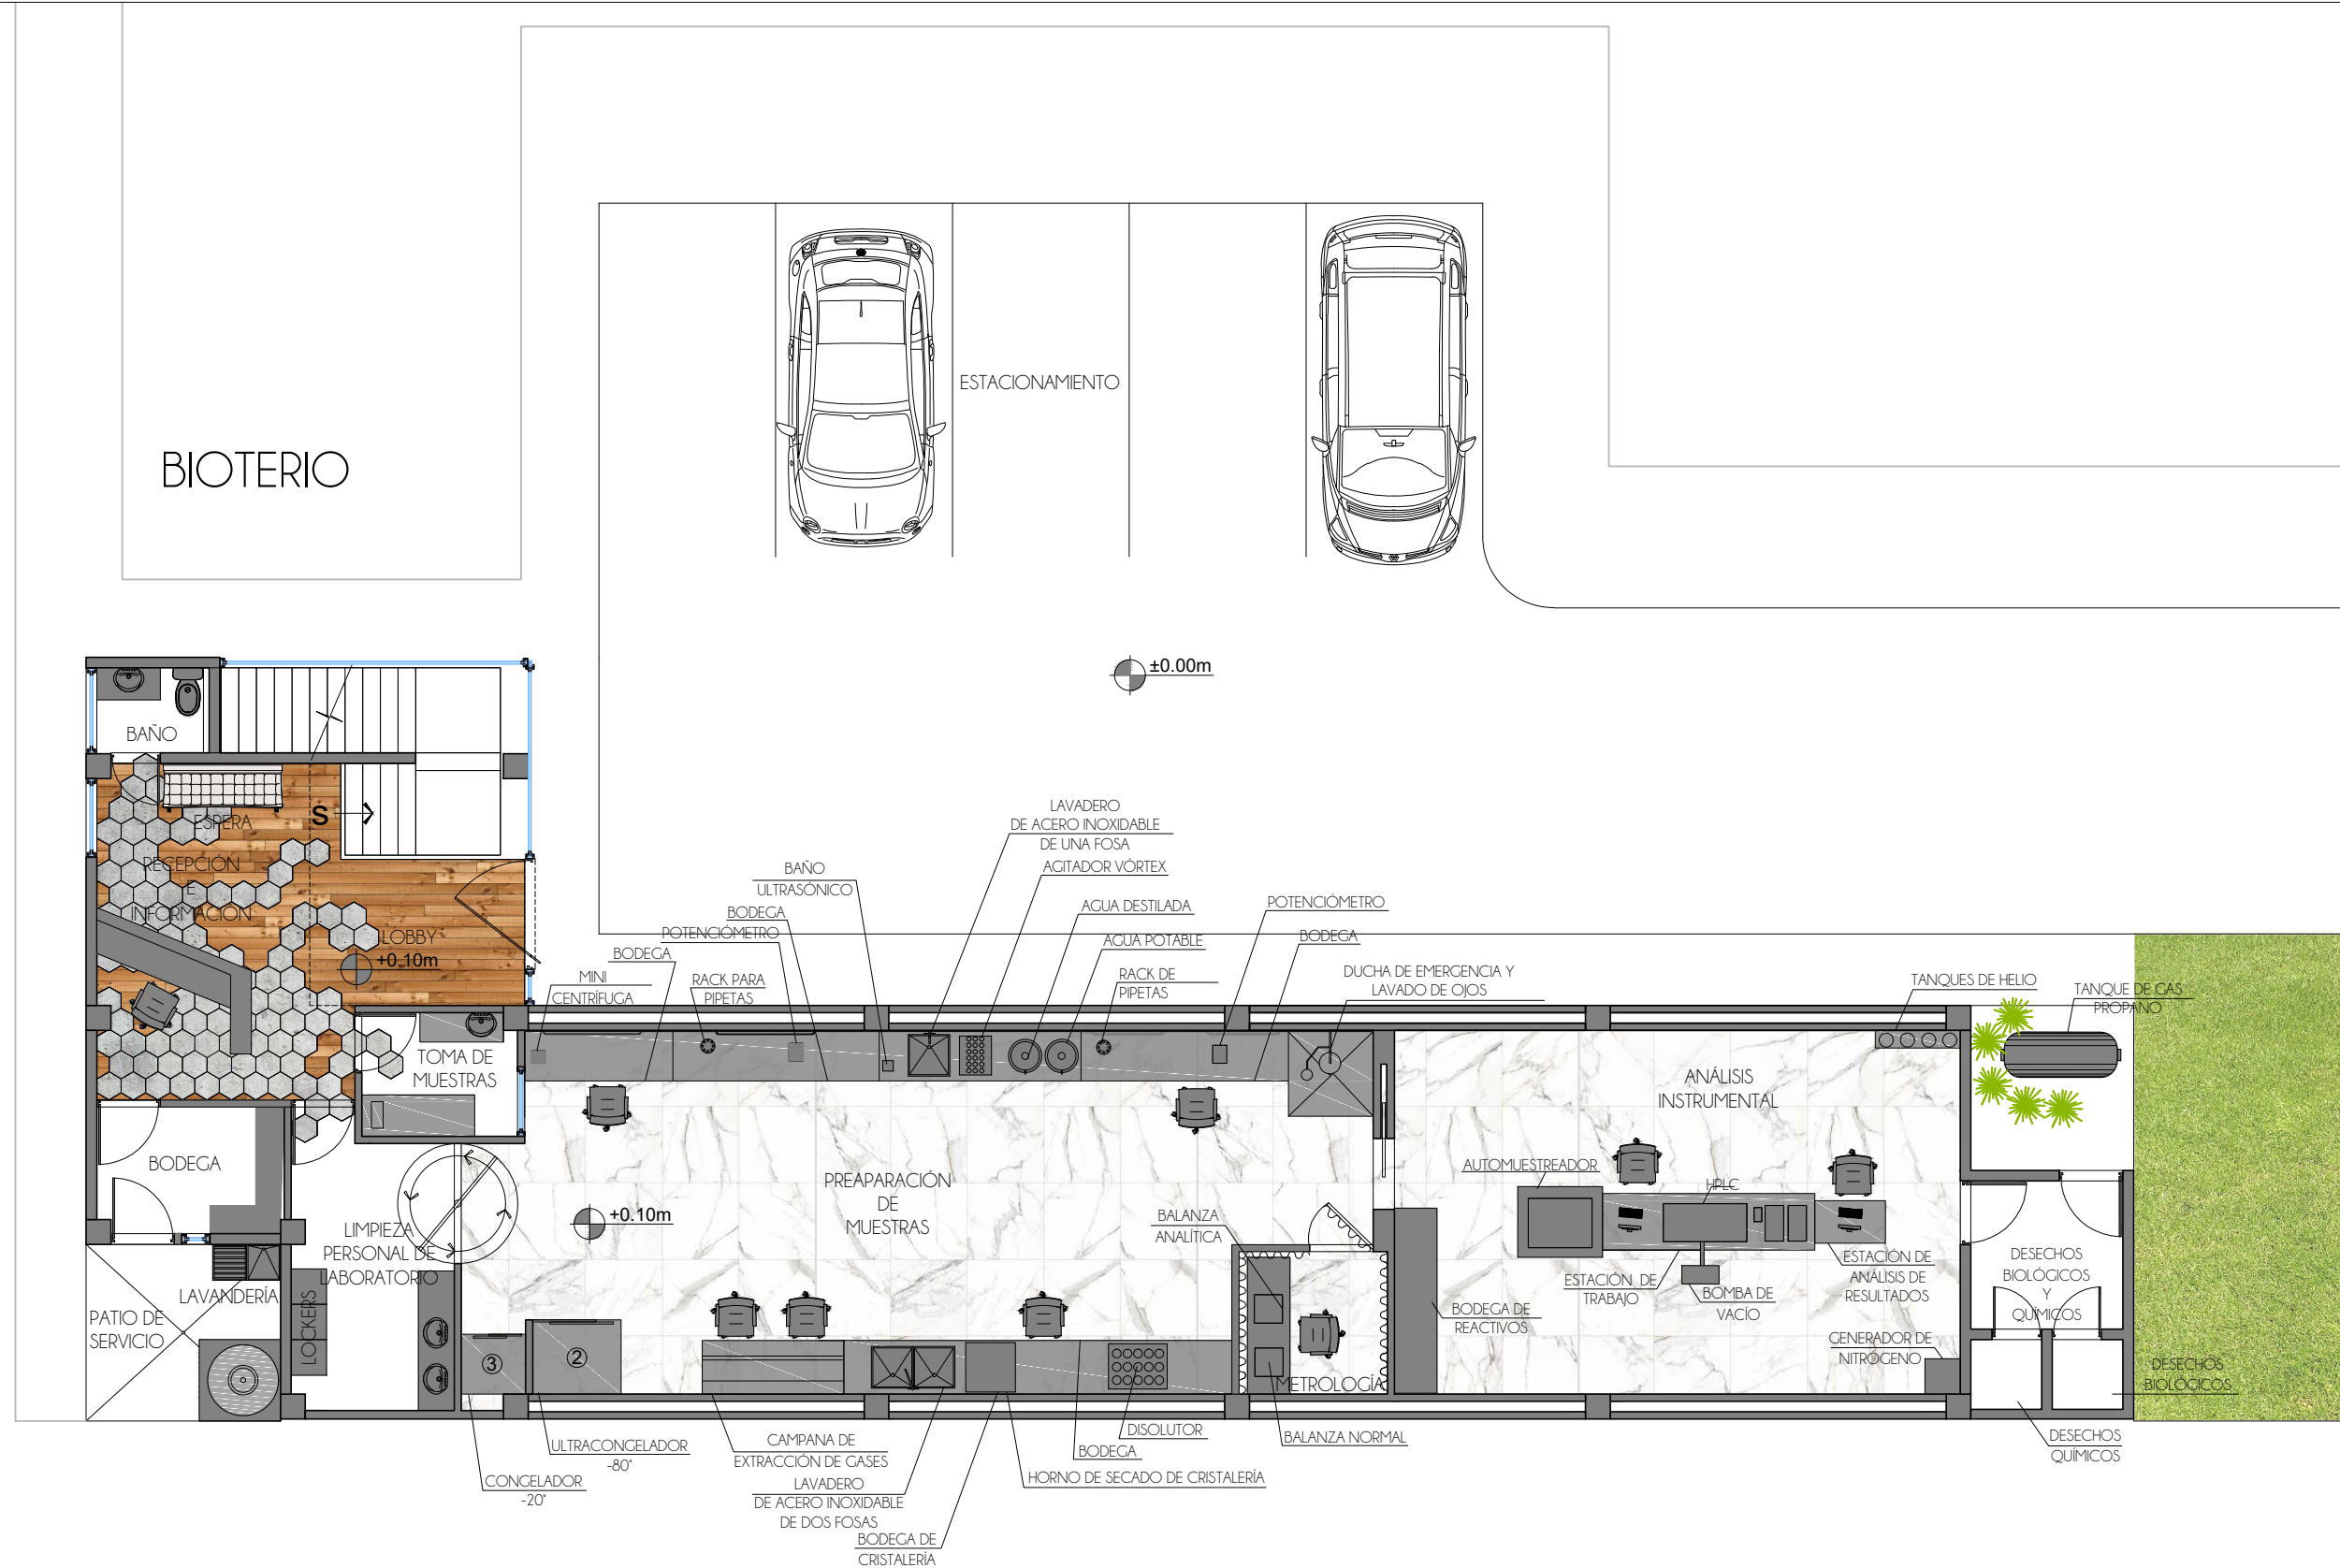 ESTACIONAMIENTO
BIOTERIO
±0.00m
BAÑO
ESPERA
S
RECEPCIÓN
E
INFORMACIÓN
LOBBY
+0.10m
LAVADERO
DE ACERO INOXIDABLE
DE UNA FOSA
AGITADOR VÓRTEX
BAÑO
ULTRASÓNICO
BODEGA
POTENCIÓMETRO
BODEGA
MINI
CENTRÍFUGA
RACK PARA
PIPETAS
AGUA DESTILADA
AGUA POTABLE
RACK DE
PIPETAS
POTENCIÓMETRO
BODEGA
DUCHA DE EMERGENCIA Y
LAVADO DE OJOS
TANQUES DE HELIO
TANQUE DE GAS
PROPANO
TOMA DE
MUESTRAS
ANÁLISIS
INSTRUMENTAL
BODEGA
LIMPIEZA
PERSONAL DE
LABORATORIO
PREAPARACIÓN
DE
MUESTRAS
+0.10m
BALANZA
ANALÍTICA
AUTOMUESTREADOR
HPLC
ESTACIÓN DE
TRABAJO
BOMBA DE
VACÍO
ESTACIÓN DE
ANÁLISIS DE
RESULTADOS
DESECHOS
BIOLÓGICOS
Y
QUÍMICOS
LAVANDERÍA
PATIO DE
SERVICIO
LOCKERS
3
2
BODEGA DE
REACTIVOS
GENERADOR DE
NITRÓGENO
METROLOGÍA
DESECHOS
BIOLÓGICOS
DESECHOS
QUÍMICOS
CONGELADOR
-20°
ULTRACONGELADOR
-80°
CAMPANA DE
EXTRACCIÓN DE GASES
LAVADERO
DE ACERO INOXIDABLE
DE DOS FOSAS
BODEGA DE
CRISTALERÍA
HORNO DE SECADO DE CRISTALERÍA
BODEGA
DISOLUTOR
BALANZA NORMAL